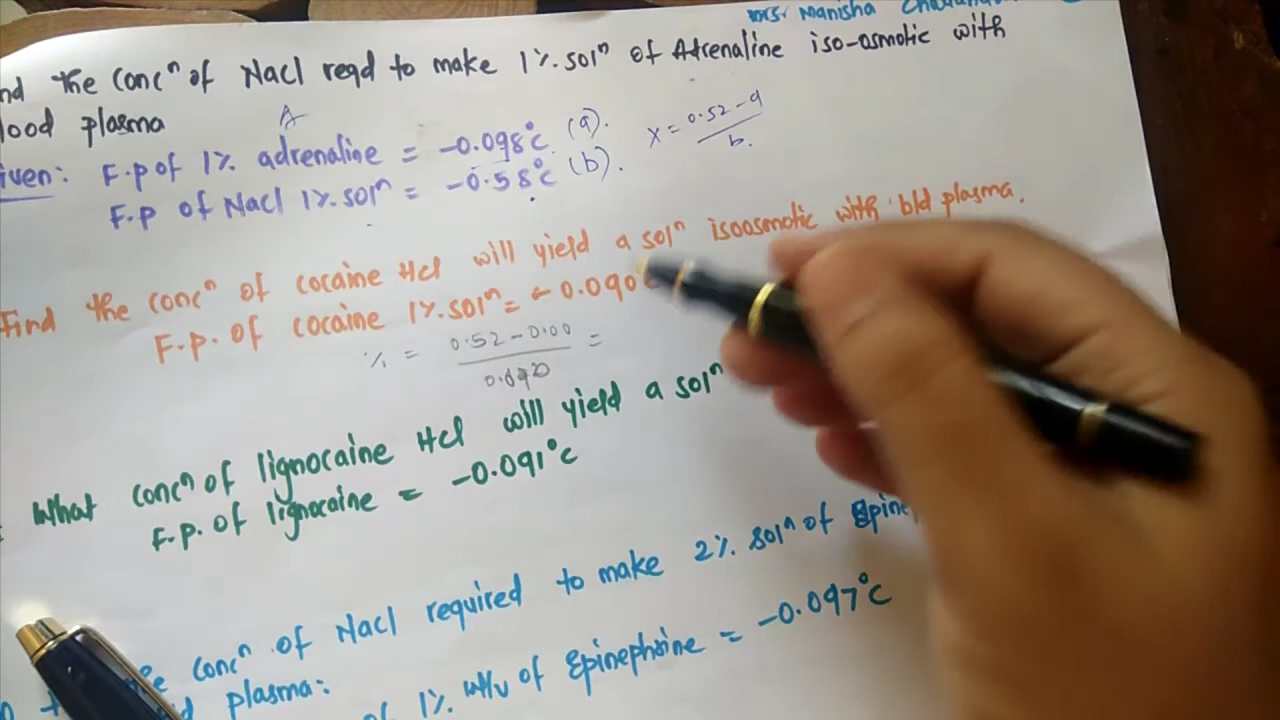 Mrs. Manisha
nd the concⁿ of NaCl reqd to make 1%. solⁿ of Adrenaline iso-osmotic with
lood plasma
A
iven: F.p of 1% adrenaline = -0.098°c (a).
F.p of NaCl 1%.solⁿ = -0.58°c (b).
x = 0.52-a
b.
Find the concⁿ of cocaine Hcl will yield a solⁿ isoosmotic with bld plasma.
F.p. of cocaine 1%.solⁿ = -0.090°
% = 0.52-0.00 =
0.090
What concⁿ of lignocaine Hcl will yield a solⁿ
F.p. of lignocaine = -0.091°c
concⁿ of NaCl required to make 2%. solⁿ of Epine
plasma:
1% w/v of Epinephrine = -0.097°c